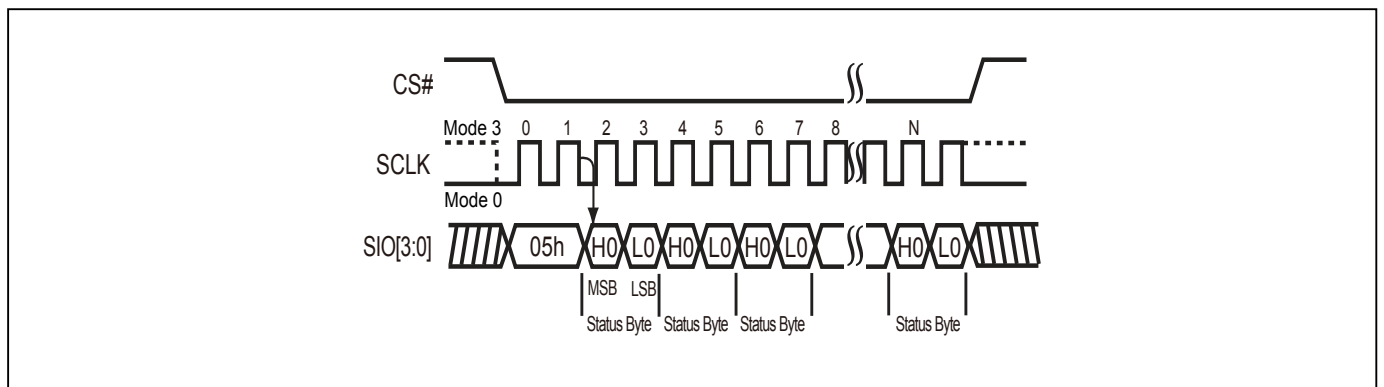 CS#
Mode 3 0 1 2 3 4 5 6 7 8 N
SCLK
Mode 0
SIO[3:0] 05h H0 L0 H0 L0 H0 L0 H0 L0
MSB LSB
Status Byte Status Byte Status Byte Status Byte